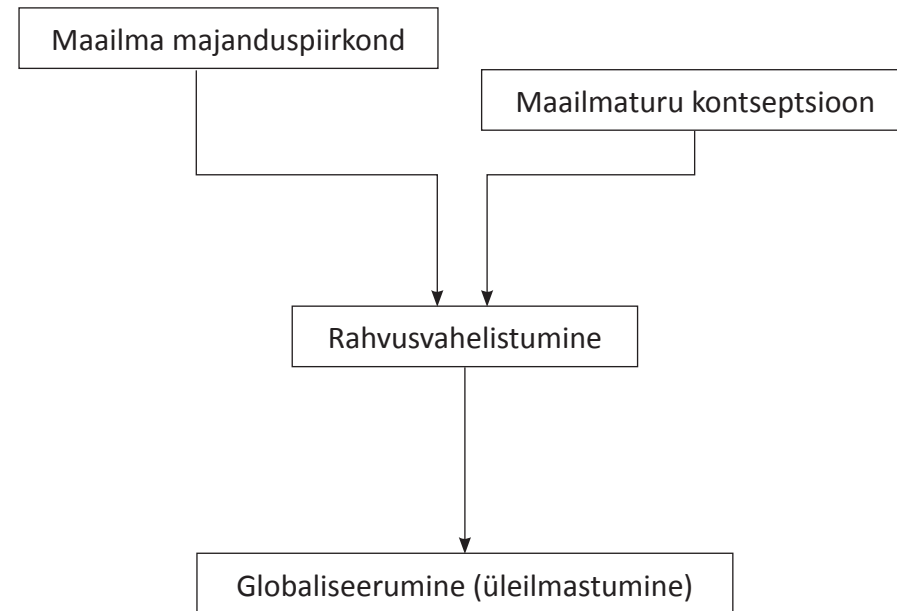 Maailma majanduspiirkond
Maailmaturu kontseptsioon
Rahvusvahelistumine
Globaliseerumine (üleilmastumine)